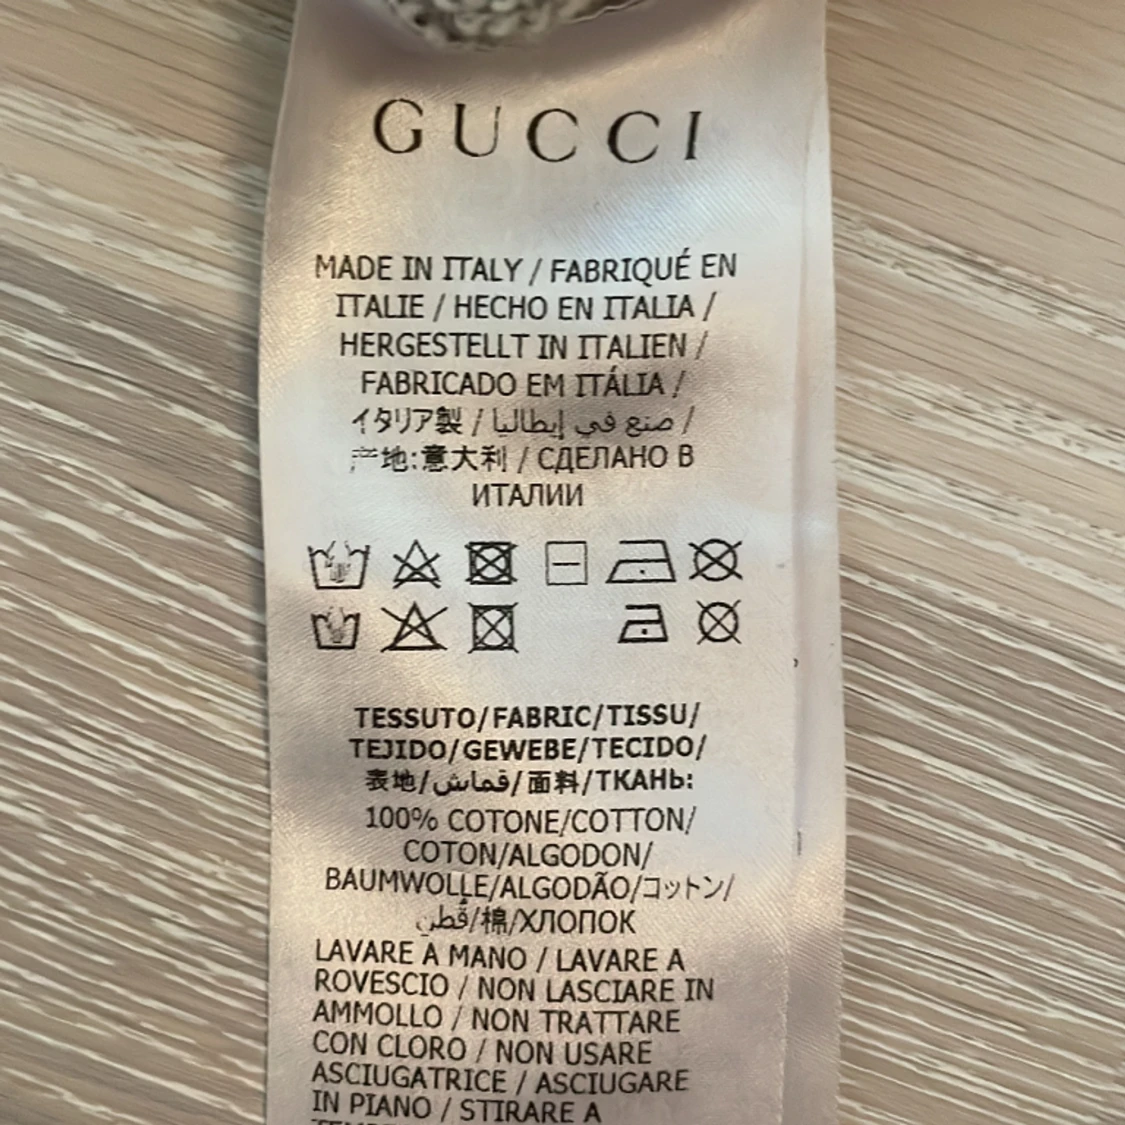 GUCCI
MADE IN ITALY / FABRIQUÉ EN
ITALIE / HECHO EN ITALIA /
HERGESTELLT IN ITALIEN /
FABRICADO EM ITÁLIA /
イタリア製 / صنع في إيطاليا /
产地:意大利 / СДЕЛАНО В
ИТАЛИИ
TESSUTO/FABRIC/TISSU/
TEJIDO/GEWEBE/TECIDO/
表地/قماش/面料/ТКАНЬ:
100% COTONE/COTTON/
COTON/ALGODON/
BAUMWOLLE/ALGODÃO/コットン/
قطن/棉/ХЛОПОК
LAVARE A MANO / LAVARE A
ROVESCIO / NON LASCIARE IN
AMMOLLO / NON TRATTARE
CON CLORO / NON USARE
ASCIUGATRICE / ASCIUGARE
IN PIANO / STIRARE A